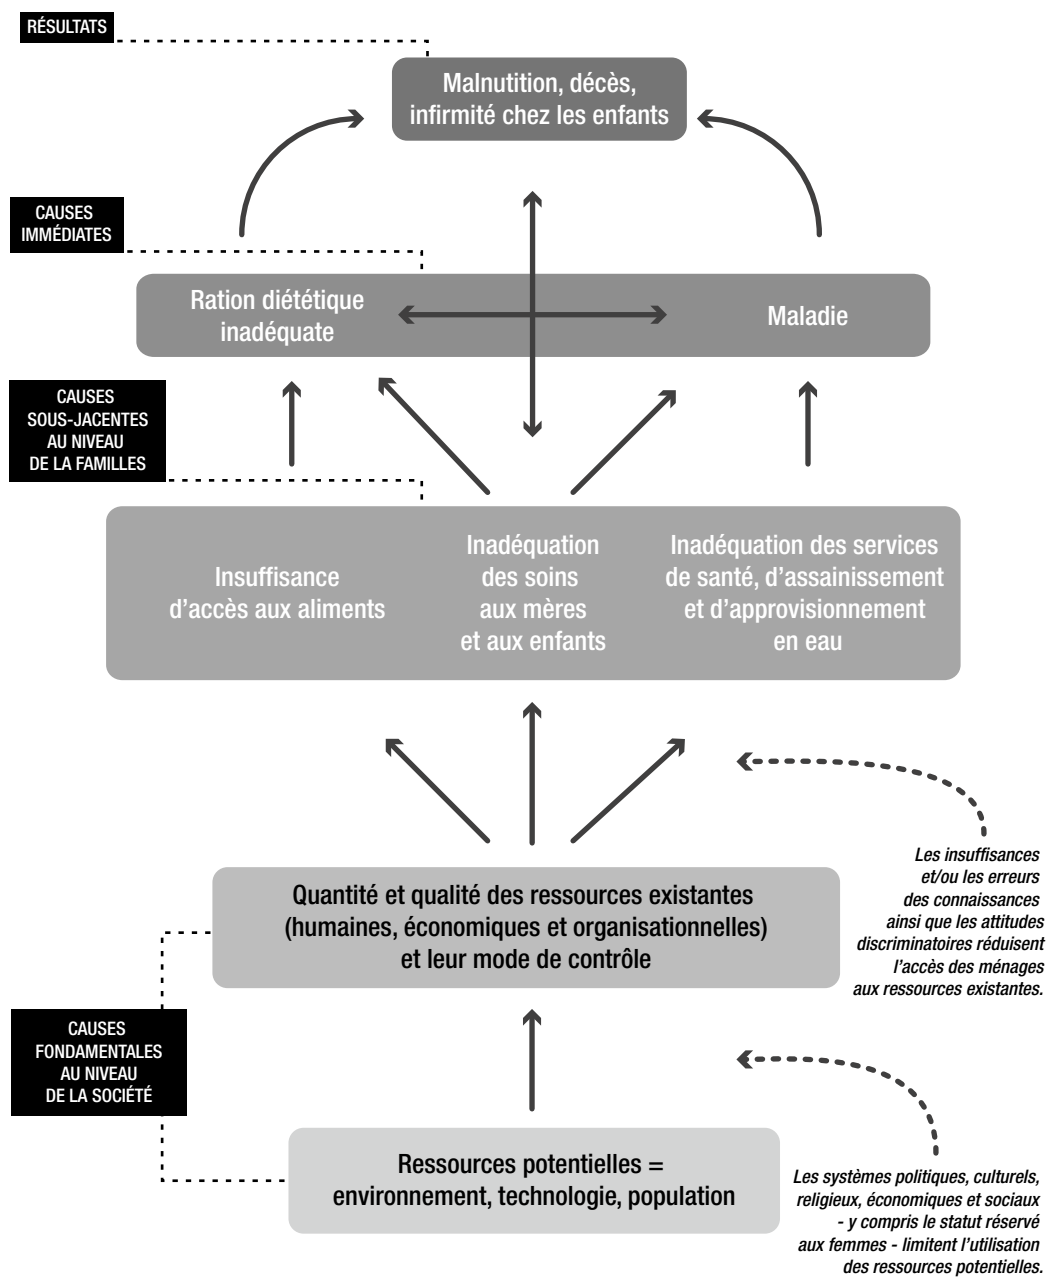 RÉSULTATS
Malnutition, décès,
infirmité chez les enfants
CAUSES
IMMÉDIATES
Ration diététique
inadéquate
Maladie
CAUSES
SOUS-JACENTES
AU NIVEAU
DE LA FAMILLES
Insuffisance
d’accès aux aliments
Inadéquation
des soins
aux mères
et aux enfants
Inadéquation des services
de santé, d’assainissement
et d’approvisionnement
en eau
Les insuffisances
et/ou les erreurs
des connaissances
ainsi que les attitudes
discriminatoires réduisent
l’accès des ménages
aux ressources existantes.
Quantité et qualité des ressources existantes
(humaines, économiques et organisationnelles)
et leur mode de contrôle
CAUSES
FONDAMENTALES
AU NIVEAU
DE LA SOCIÉTÉ
Ressources potentielles =
environnement, technologie, population
Les systèmes politiques, culturels,
religieux, économiques et sociaux
- y compris le statut réservé
aux femmes - limitent l’utilisation
des ressources potentielles.